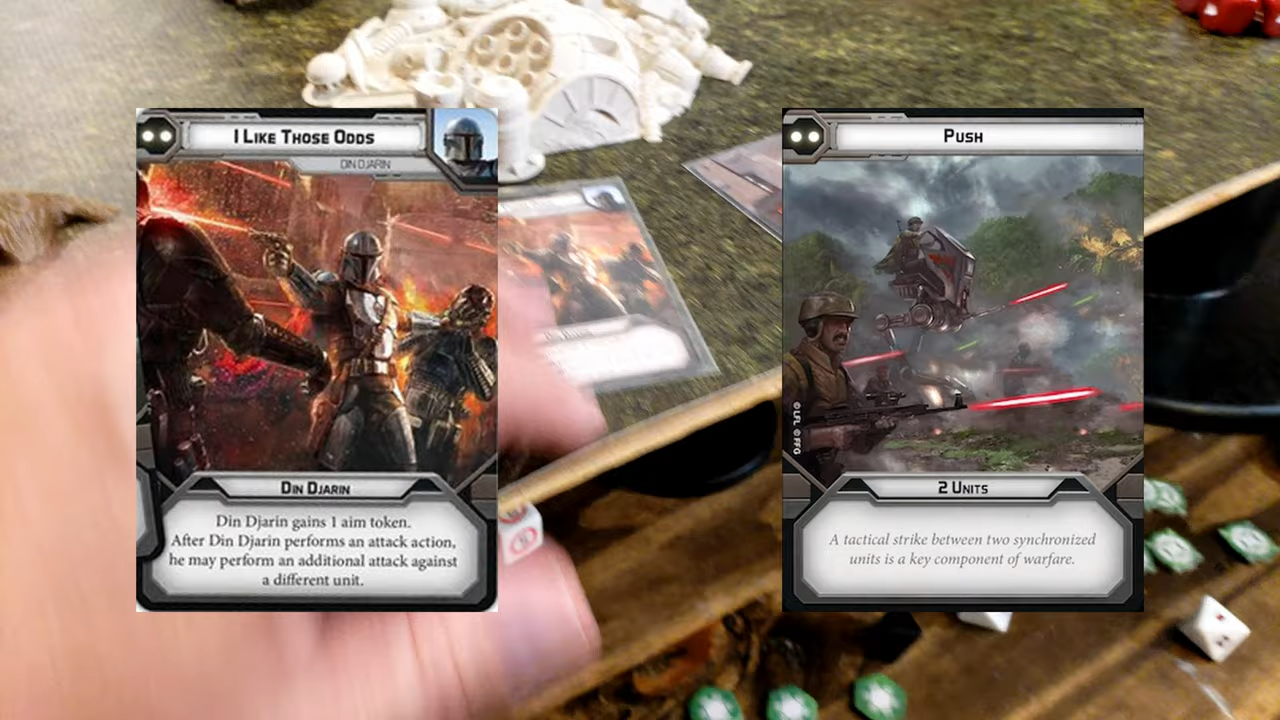 I Like Those Odds
DIN DJARIN
Din Djarin
Din Djarin gains 1 aim token.
After Din Djarin performs an attack action,
he may perform an additional attack against
a different unit.
Push
©LFL ©FFG
2 Units
A tactical strike between two synchronized
units is a key component of warfare.